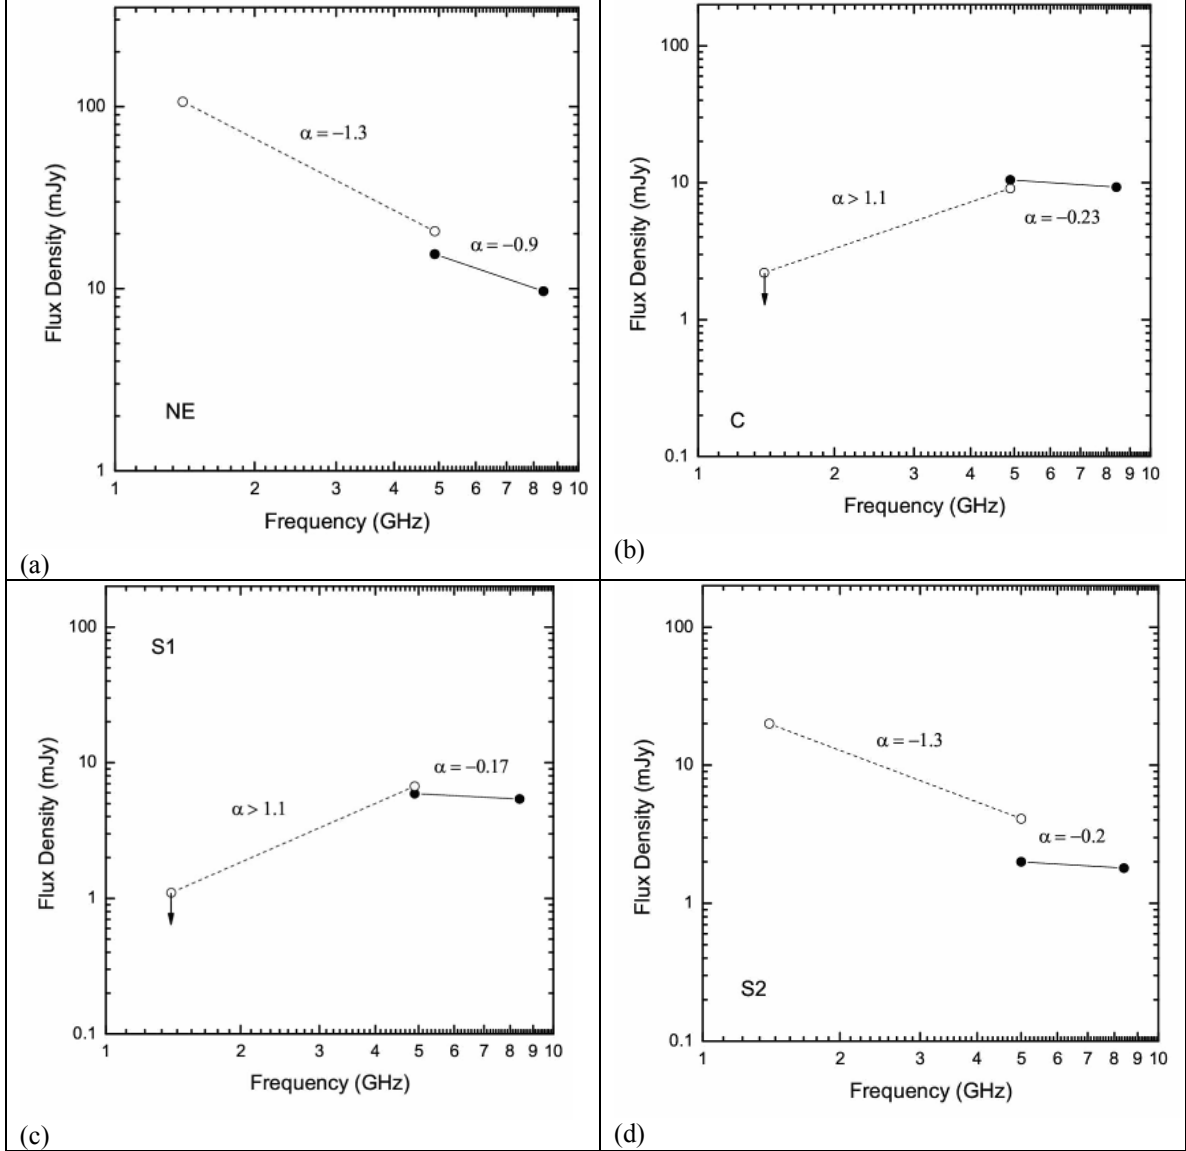 100
10
1
Flux Density (mJy)
α = −1.3
α = −0.9
NE
1 2 3 4 5 6 7 8 9 10
Frequency (GHz)
(a)
100
10
1
0.1
Flux Density (mJy)
α > 1.1
α = −0.23
C
1 2 3 4 5 6 7 8 9 10
Frequency (GHz)
(b)
100
10
1
0.1
Flux Density (mJy)
S1
α = −0.17
α > 1.1
1 2 3 4 5 6 7 8 9 10
Frequency (GHz)
(c)
100
10
1
0.1
Flux Density (mJy)
α = −1.3
α = −0.2
S2
1 2 3 4 5 6 7 8 9 10
Frequency (GHz)
(d)